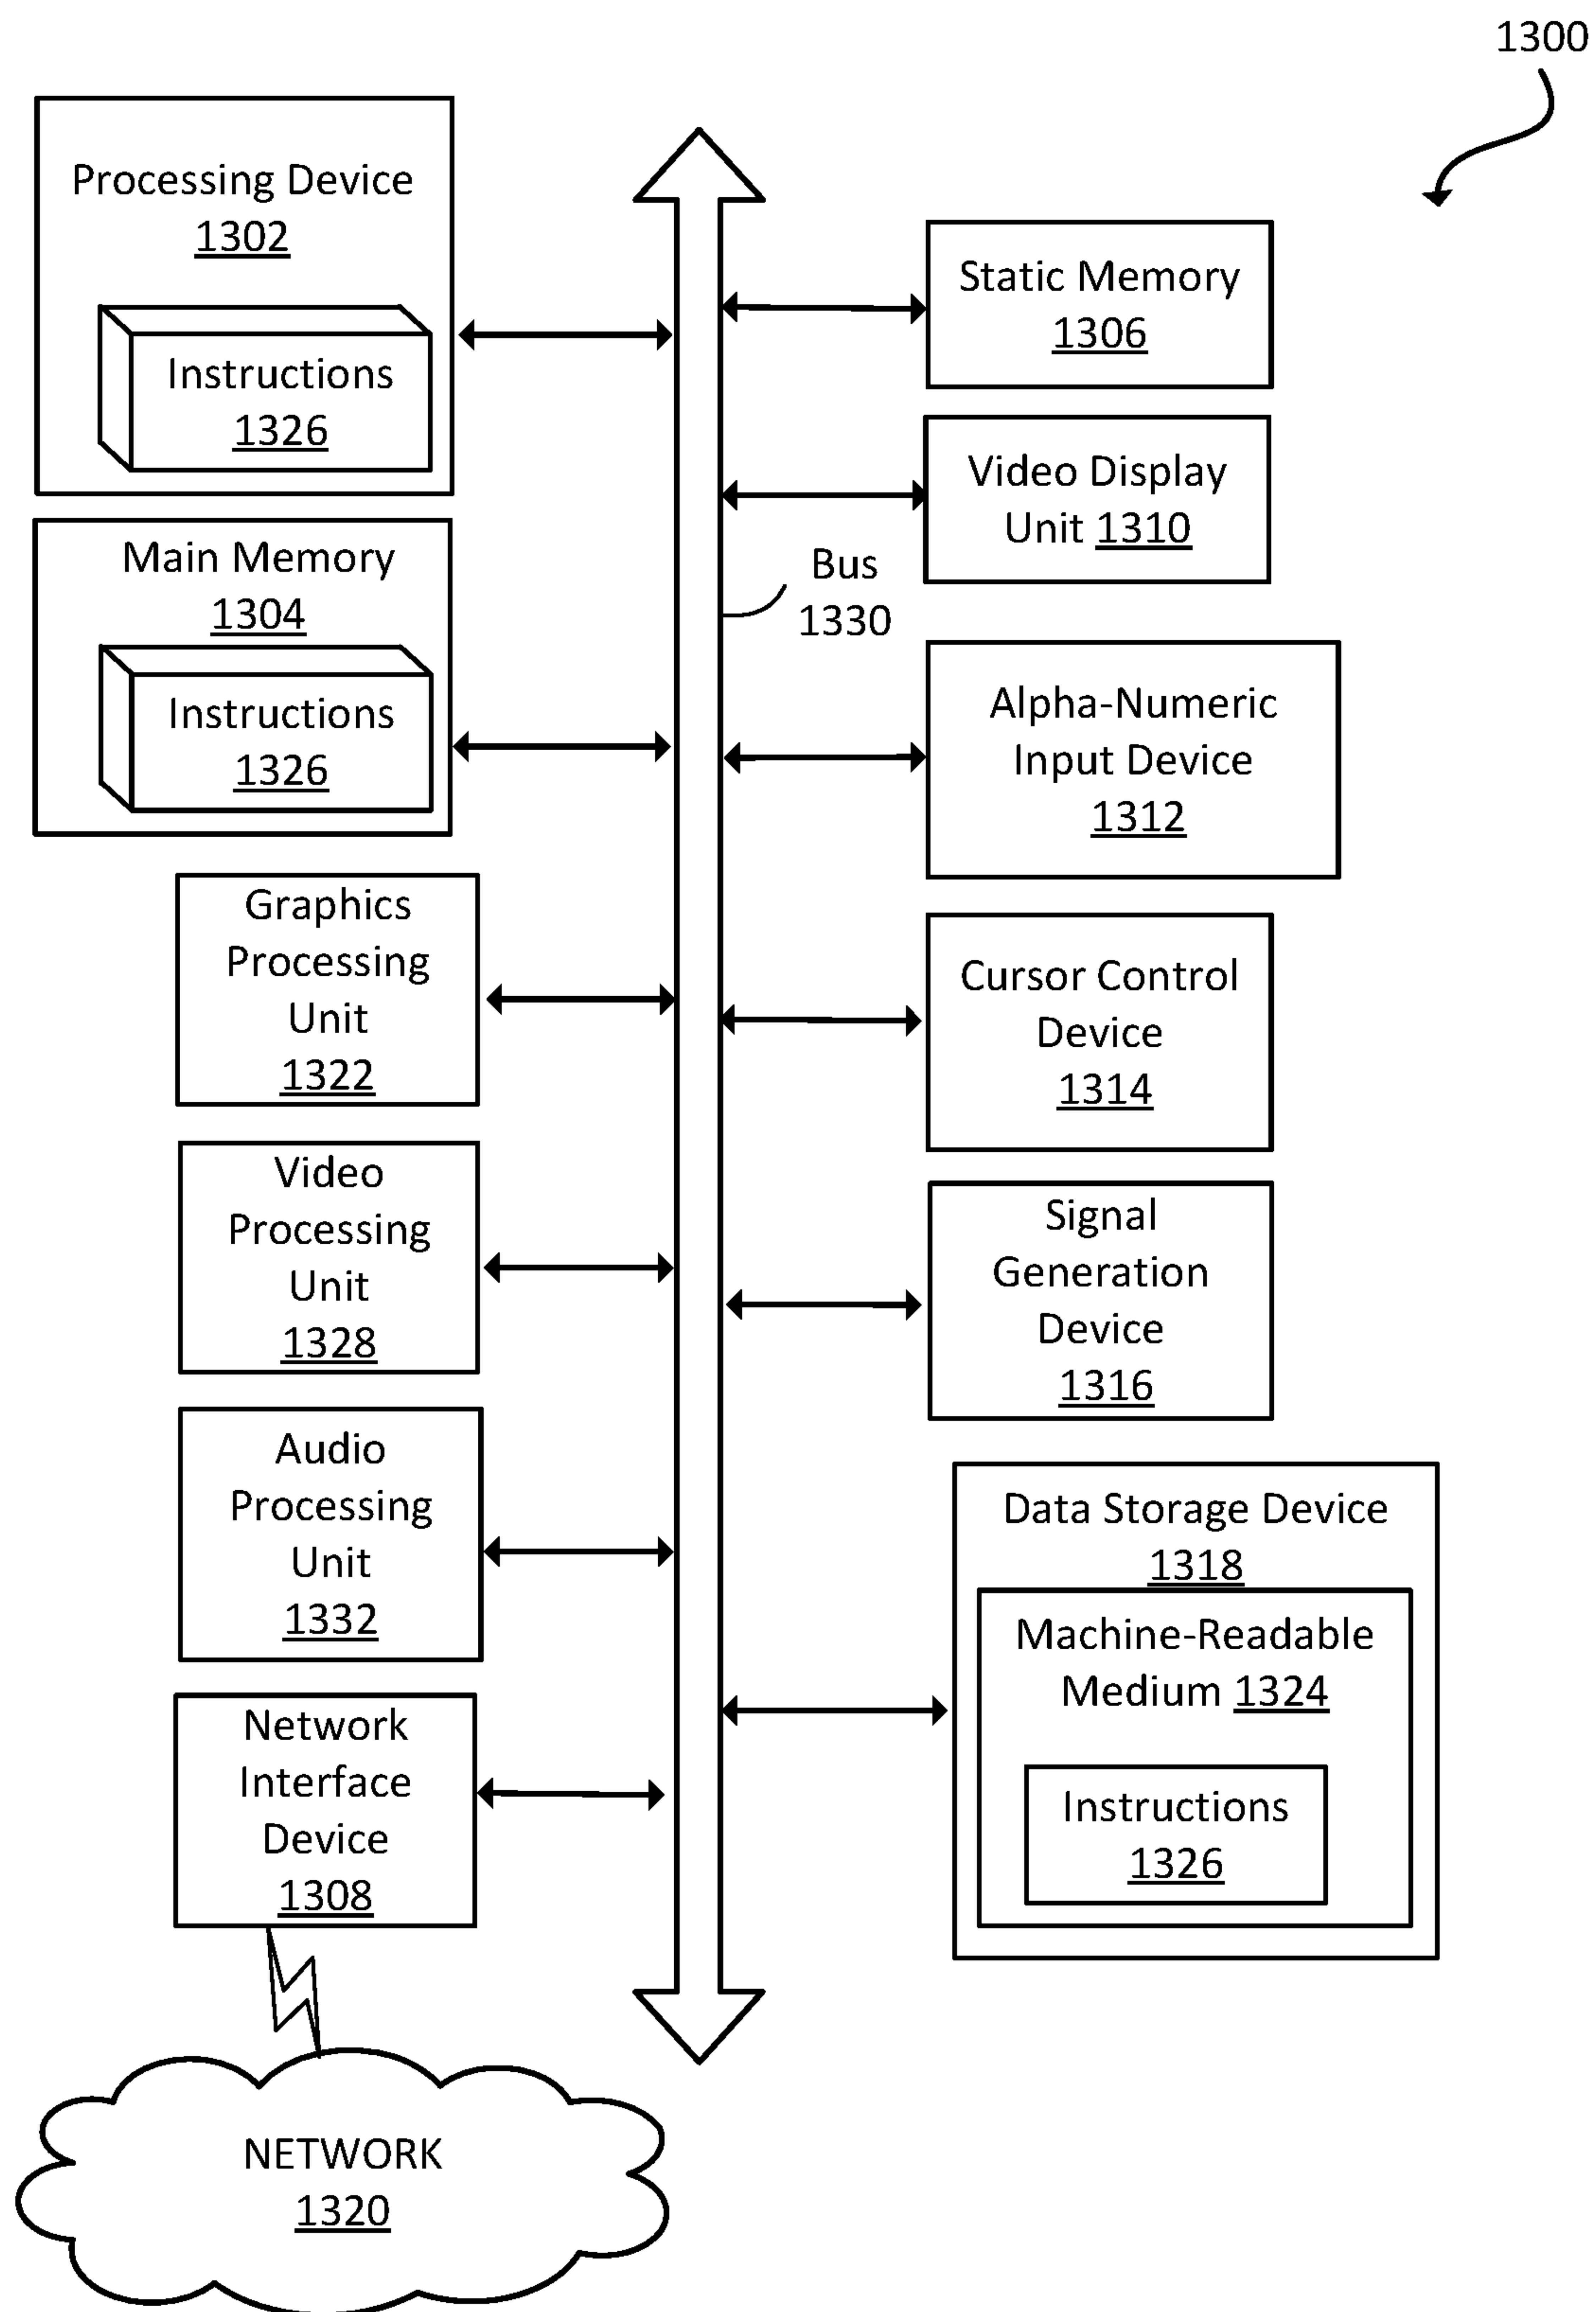 1300
Processing Device
1302
Instructions
1326
Main Memory
1304
Instructions
1326
Graphics
Processing
Unit
1322
Video
Processing
Unit
1328
Audio
Processing
Unit
1332
Network
Interface
Device
1308
NETWORK
1320
Bus
1330
Static Memory
1306
Video Display
Unit 1310
Alpha-Numeric
Input Device
1312
Cursor Control
Device
1314
Signal
Generation
Device
1316
Data Storage Device
1318
Machine-Readable
Medium 1324
Instructions
1326